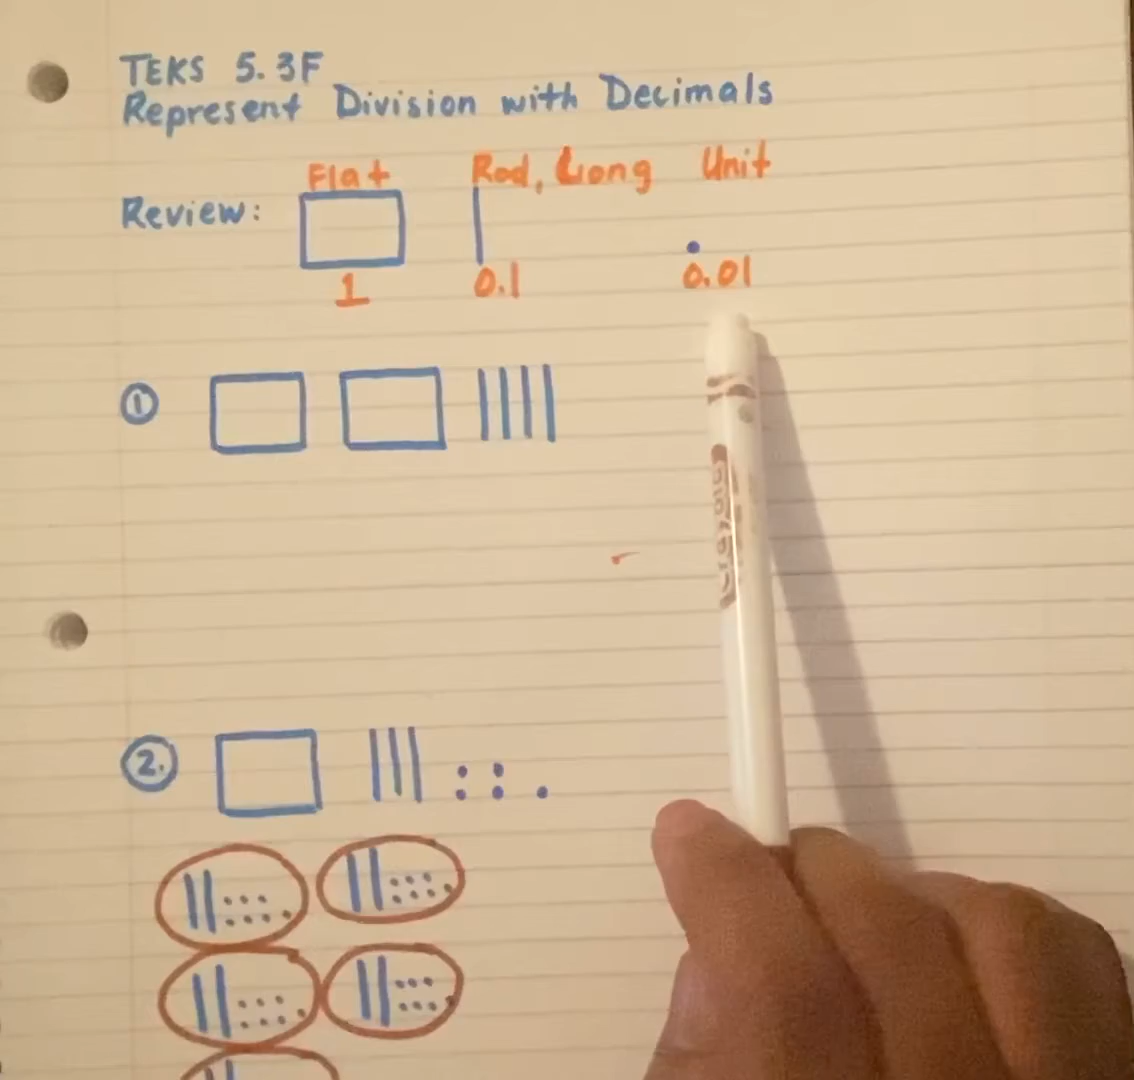 TEKS 5.3F
Represent Division with Decimals
Flat Rod, Long Unit
Review:
1 0.1 0.01
1
Crayola
2.